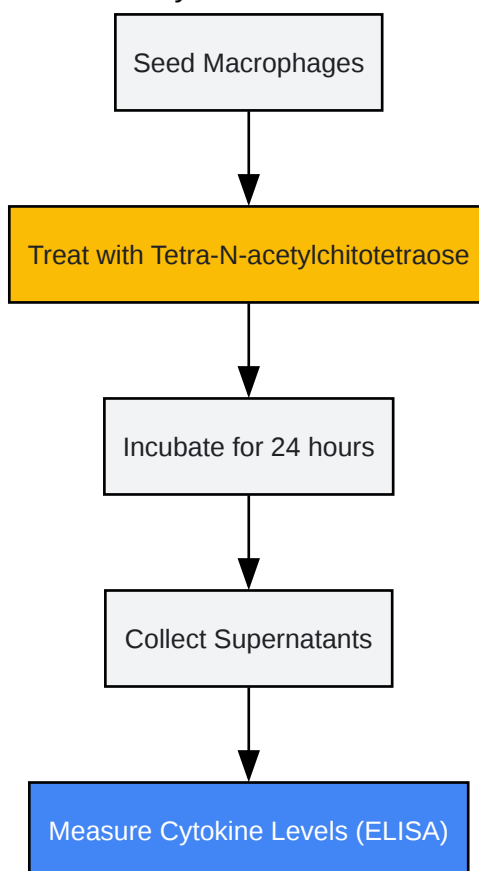 Seed Macrophages
Treat with Tetra-N-acetylchitotetraose
Incubate for 24 hours
Collect Supernatants
Measure Cytokine Levels (ELISA)